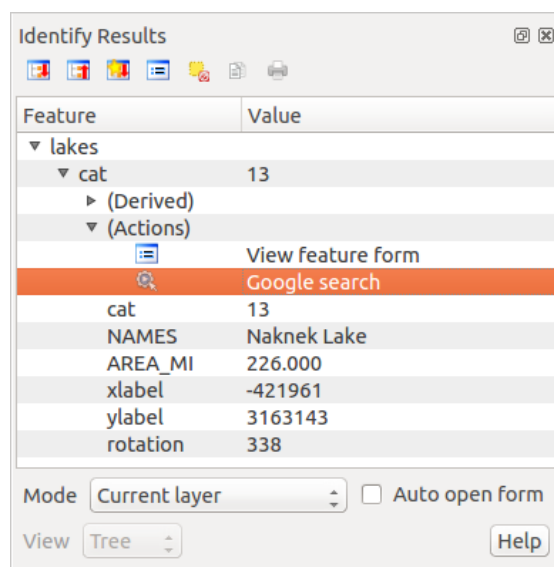 Identify Results
Feature Value
lakes
cat 13
(Derived)
(Actions)
View feature form
Google search
cat 13
NAMES Naknek Lake
AREA_MI 226.000
xlabel -421961
ylabel 3163143
rotation 338
Mode Current layer Auto open form
View Tree Help